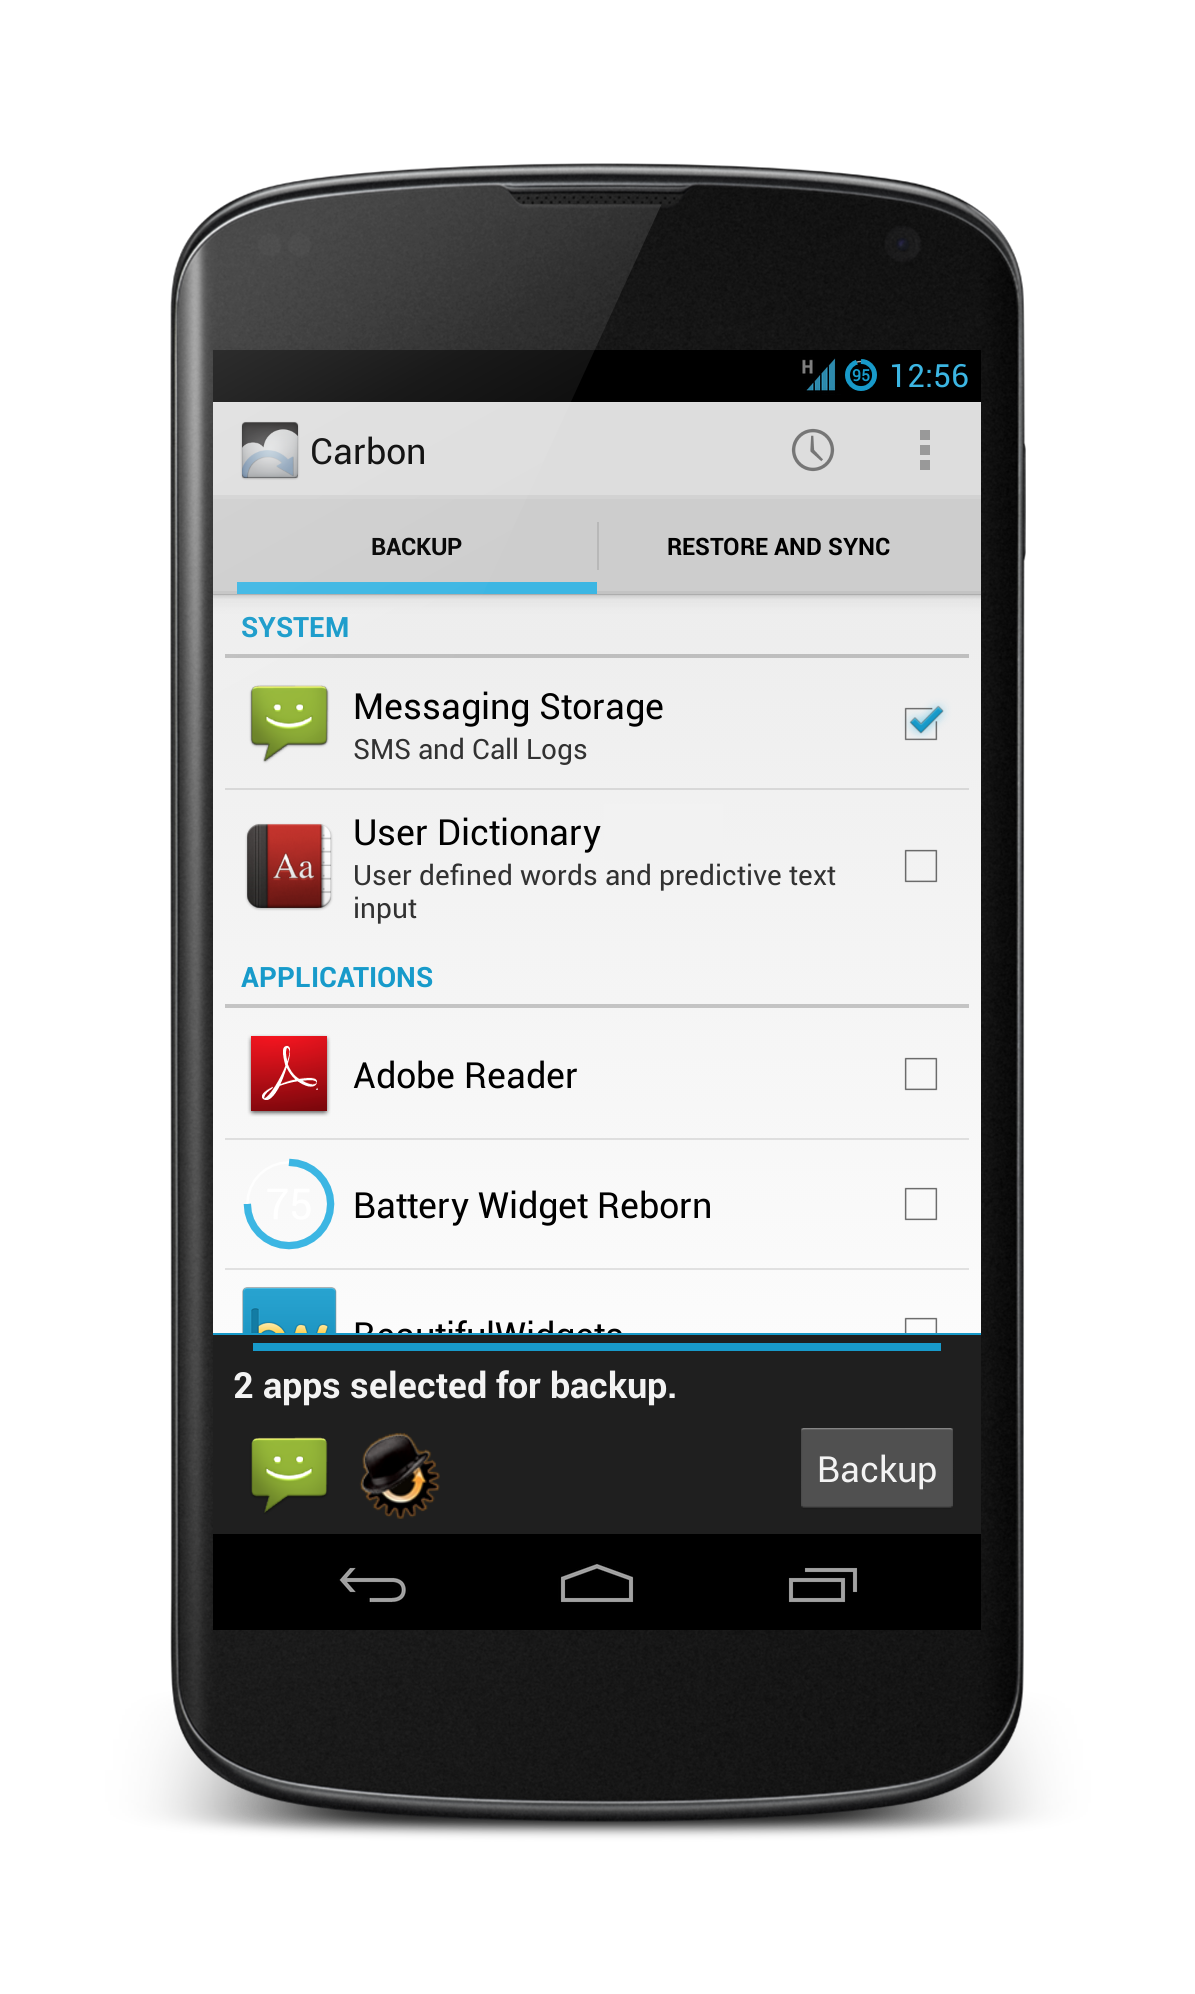 H 95 12:56
Carbon
BACKUP RESTORE AND SYNC
SYSTEM
Messaging Storage
SMS and Call Logs
Aa
User Dictionary
User defined words and predictive text
input
APPLICATIONS
Adobe Reader
75
Battery Widget Reborn
bw BeautifulWidgets
2 apps selected for backup.
Backup